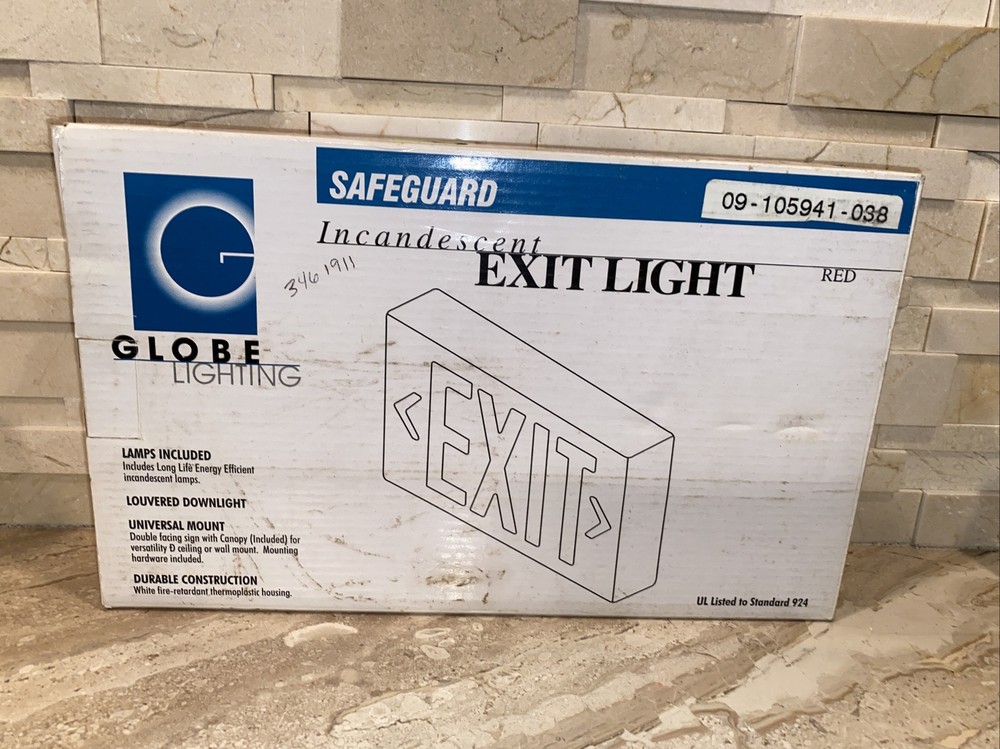 SAFEGUARD
09-105941-038
Incandescent
EXIT LIGHT
RED
346 1911
G
GLOBE
LIGHTING
<EXIT>
LAMPS INCLUDED
Includes Long Life Energy Efficient
incandescent lamps.
LOUVERED DOWNLIGHT
UNIVERSAL MOUNT
Double facing sign with Canopy (Included) for
versatility Đ ceiling or wall mount. Mounting
hardware included.
DURABLE CONSTRUCTION
White fire-retardant thermoplastic housing.
UL Listed to Standard 924